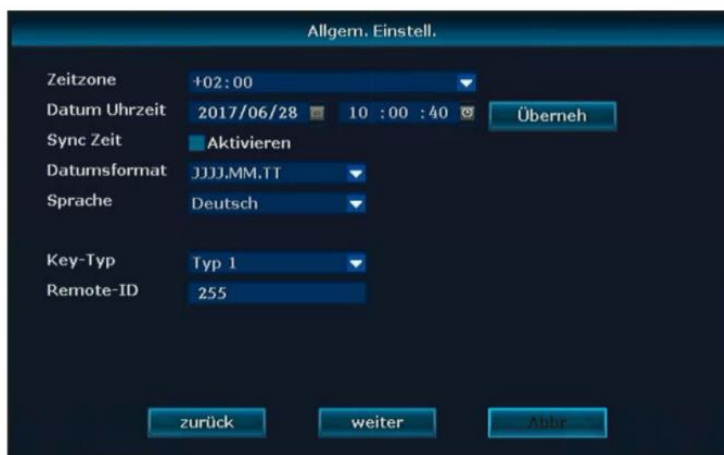 Allgem. Einstell.
Zeitzone +02:00
Datum Uhrzeit 2017/06/28 10 :00 :40 Überneh
Sync Zeit Aktivieren
Datumsformat JJJJ.MM.TT
Sprache Deutsch
Key-Typ Typ 1
Remote-ID 255
zurück weiter Abbr